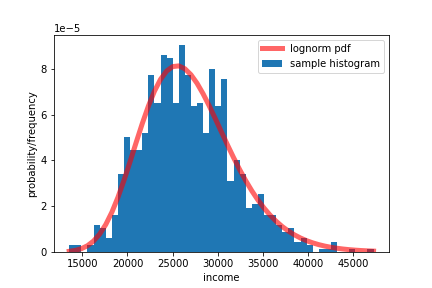 1e−5
lognorm pdf
sample histogram
8
6
4
2
0
probability/frequency
15000 20000 25000 30000 35000 40000 45000
income